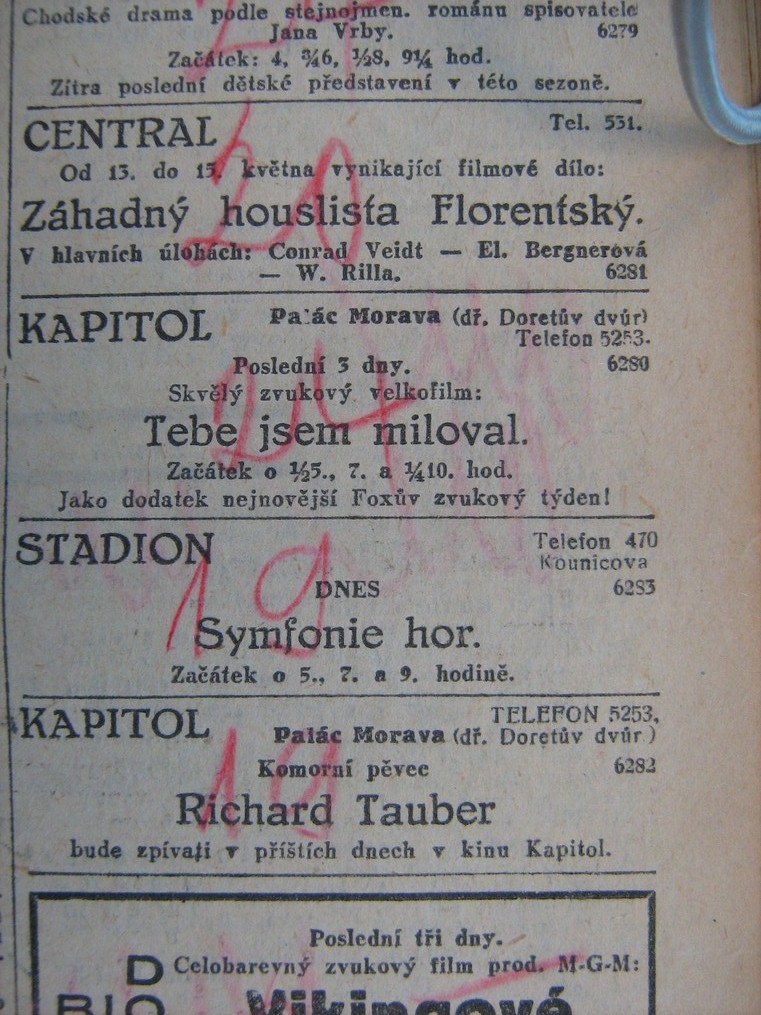 Chodské drama podle stejnojmen. románu spisovatele
Jana Vrby. 6279
Začátek: 4, ¾6, ½8, 9¼ hod.
Zítra poslední dětské představení v této sezoně.
CENTRAL Tel. 531.
Od 13. do 15. května vynikající filmové dílo:
Záhadný houslista Florentský.
V hlavních úlohách: Conrad Veidt — El. Bergnerová
— W. Rilla. 6281
KAPITOL Palác Morava (dř. Doretův dvůr)
Telefon 5253.
Poslední 3 dny. 6280
Skvělý zvukový velkofilm:
Tebe jsem miloval.
Začátek o ½5., 7. a ¼10. hod.
Jako dodatek nejnovější Foxův zvukový týden!
STADION Telefon 470
Kounicova
DNES 6283
Symfonie hor.
Začátek o 5., 7. a 9. hodině.
KAPITOL TELEFON 5253,
Palác Morava (dř. Doretův dvůr)
Komorní pěvec 6282
Richard Tauber
bude zpívati v příštích dnech v kinu Kapitol.
Poslední tři dny.
D Celobarevný zvukový film prod. M-G-M:
BIO Vikingové
19
19